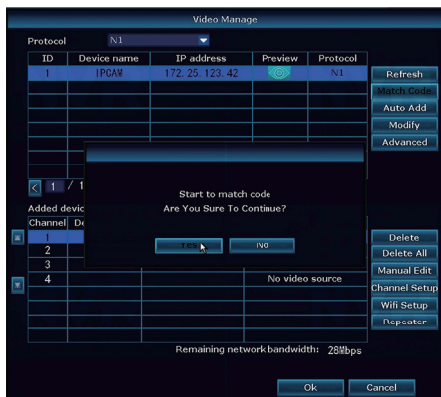 Video Manage
Protocol N1
ID Device name IP address Preview Protocol
1 IPCAM 172.25.123.42 N1
Refresh
Match Code
Auto Add
Modify
Advanced
< 1 / 1
Start to match code
Are You Sure To Continue?
YES NO
Added devic
Channel De
1
2
3
4 No video source
Delete
Delete All
Manual Edit
Channel Setup
Wifi Setup
Repeater
Remaining network bandwidth: 28Mbps
Ok Cancel